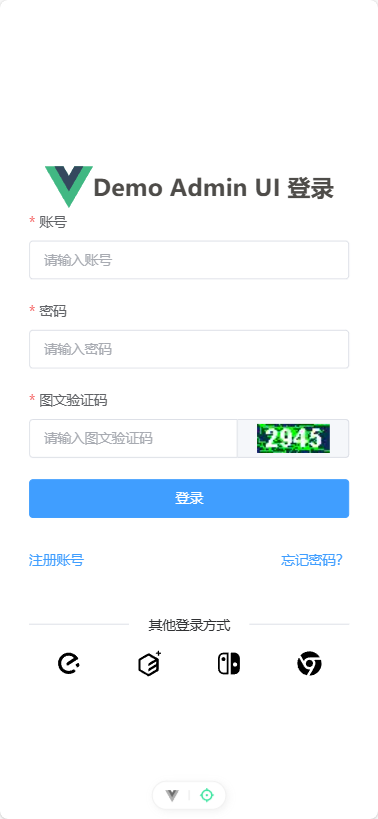 Demo Admin UI 登录
* 账号
请输入账号
* 密码
请输入密码
* 图文验证码
请输入图文验证码
2945
登录
注册账号
忘记密码?
其他登录方式